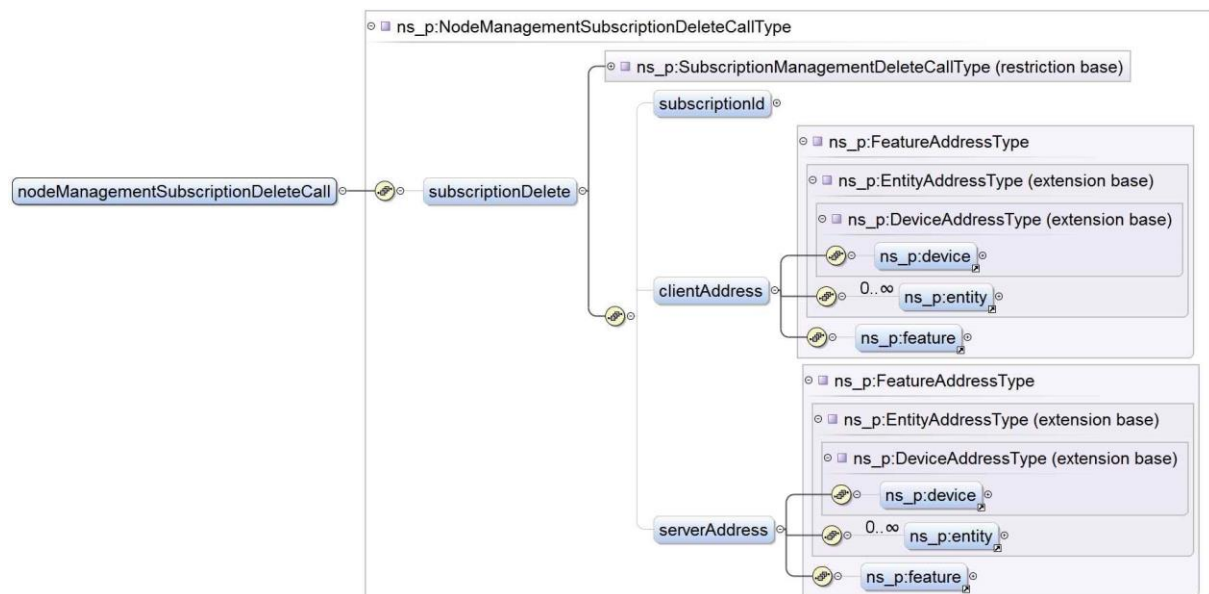 ns_p:NodeManagementSubscriptionDeleteCallType
ns_p:SubscriptionManagementDeleteCallType (restriction base)
subscriptionId
ns_p:FeatureAddressType
ns_p:EntityAddressType (extension base)
nodeManagementSubscriptionDeleteCall
subscriptionDelete
ns_p:DeviceAddressType (extension base)
ns_p:device
clientAddress
0..∞
ns_p:entity
ns_p:feature
ns_p:FeatureAddressType
ns_p:EntityAddressType (extension base)
ns_p:DeviceAddressType (extension base)
ns_p:device
serverAddress
0..∞
ns_p:entity
ns_p:feature